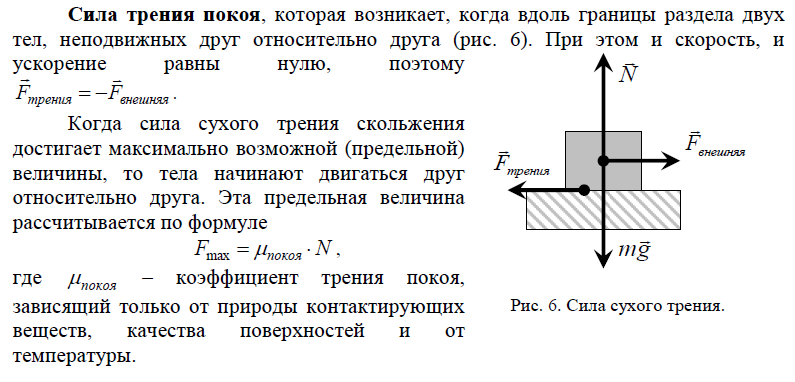 Сила трения покоя, которая возникает, когда вдоль границы раздела двух
тел, неподвижных друг относительно друга (рис. 6). При этом и скорость, и
ускорение равны нулю, поэтому
F⃗трения = −F⃗внешняя.
Когда сила сухого трения скольжения
достигает максимально возможной (предельной)
величины, то тела начинают двигаться друг
относительно друга. Эта предельная величина
рассчитывается по формуле
Fmax = μпокоя · N,
где μпокоя – коэффициент трения покоя,
зависящий только от природы контактирующих
веществ, качества поверхностей и от
температуры.
N⃗
F⃗внешняя
F⃗трения
mg⃗
Рис. 6. Сила сухого трения.